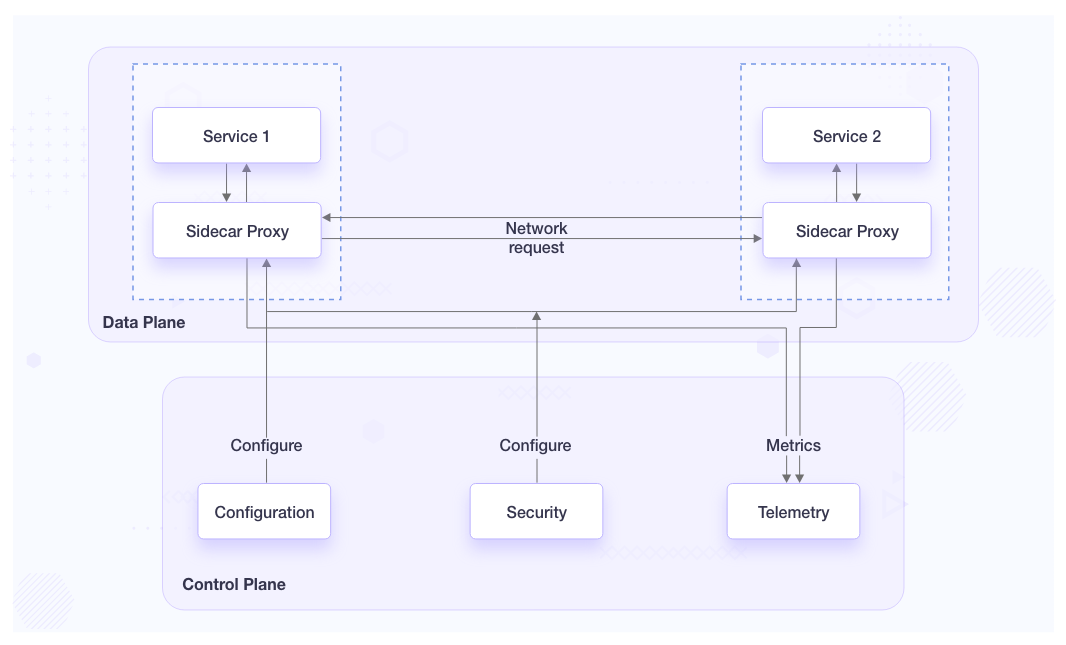 Service 1
Service 2
Sidecar Proxy
Sidecar Proxy
Network
request
Data Plane
Configure
Configure
Metrics
Configuration
Security
Telemetry
Control Plane